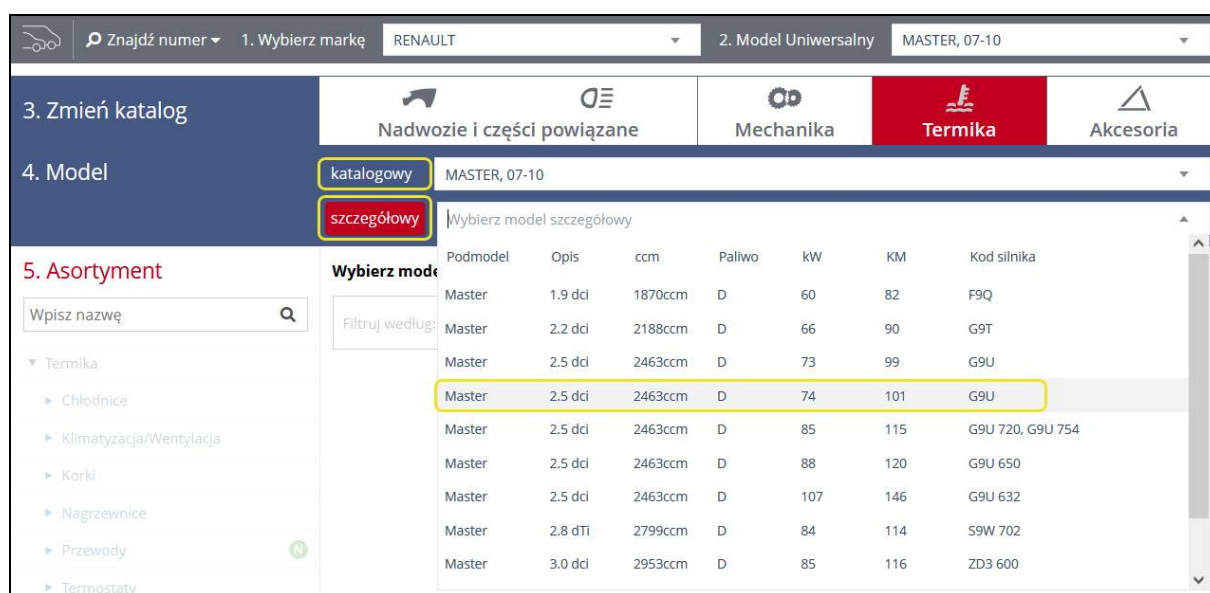 Znajdź numer 1. Wybierz markę RENAULT 2. Model Uniwersalny MASTER, 07-10
3. Zmień katalog
Nadwozie i części powiązane Mechanika Termika Akcesoria
4. Model katalogowy MASTER, 07-10
szczegółowy Wybierz model szczegółowy
5. Asortyment Wybierz mode
Wpisz nazwę
Filtruj według:
Termika
Chłodnice
Klimatyzacja/Wentylacja
Korki
Nagrzewnice
Przewody N
Termostaty
Podmodel Opis ccm Paliwo kW KM Kod silnika
Master 1.9 dci 1870ccm D 60 82 F9Q
Master 2.2 dci 2188ccm D 66 90 G9T
Master 2.5 dci 2463ccm D 73 99 G9U
Master 2.5 dci 2463ccm D 74 101 G9U
Master 2.5 dci 2463ccm D 85 115 G9U 720, G9U 754
Master 2.5 dci 2463ccm D 88 120 G9U 650
Master 2.5 dci 2463ccm D 107 146 G9U 632
Master 2.8 dTi 2799ccm D 84 114 S9W 702
Master 3.0 dci 2953ccm D 85 116 ZD3 600